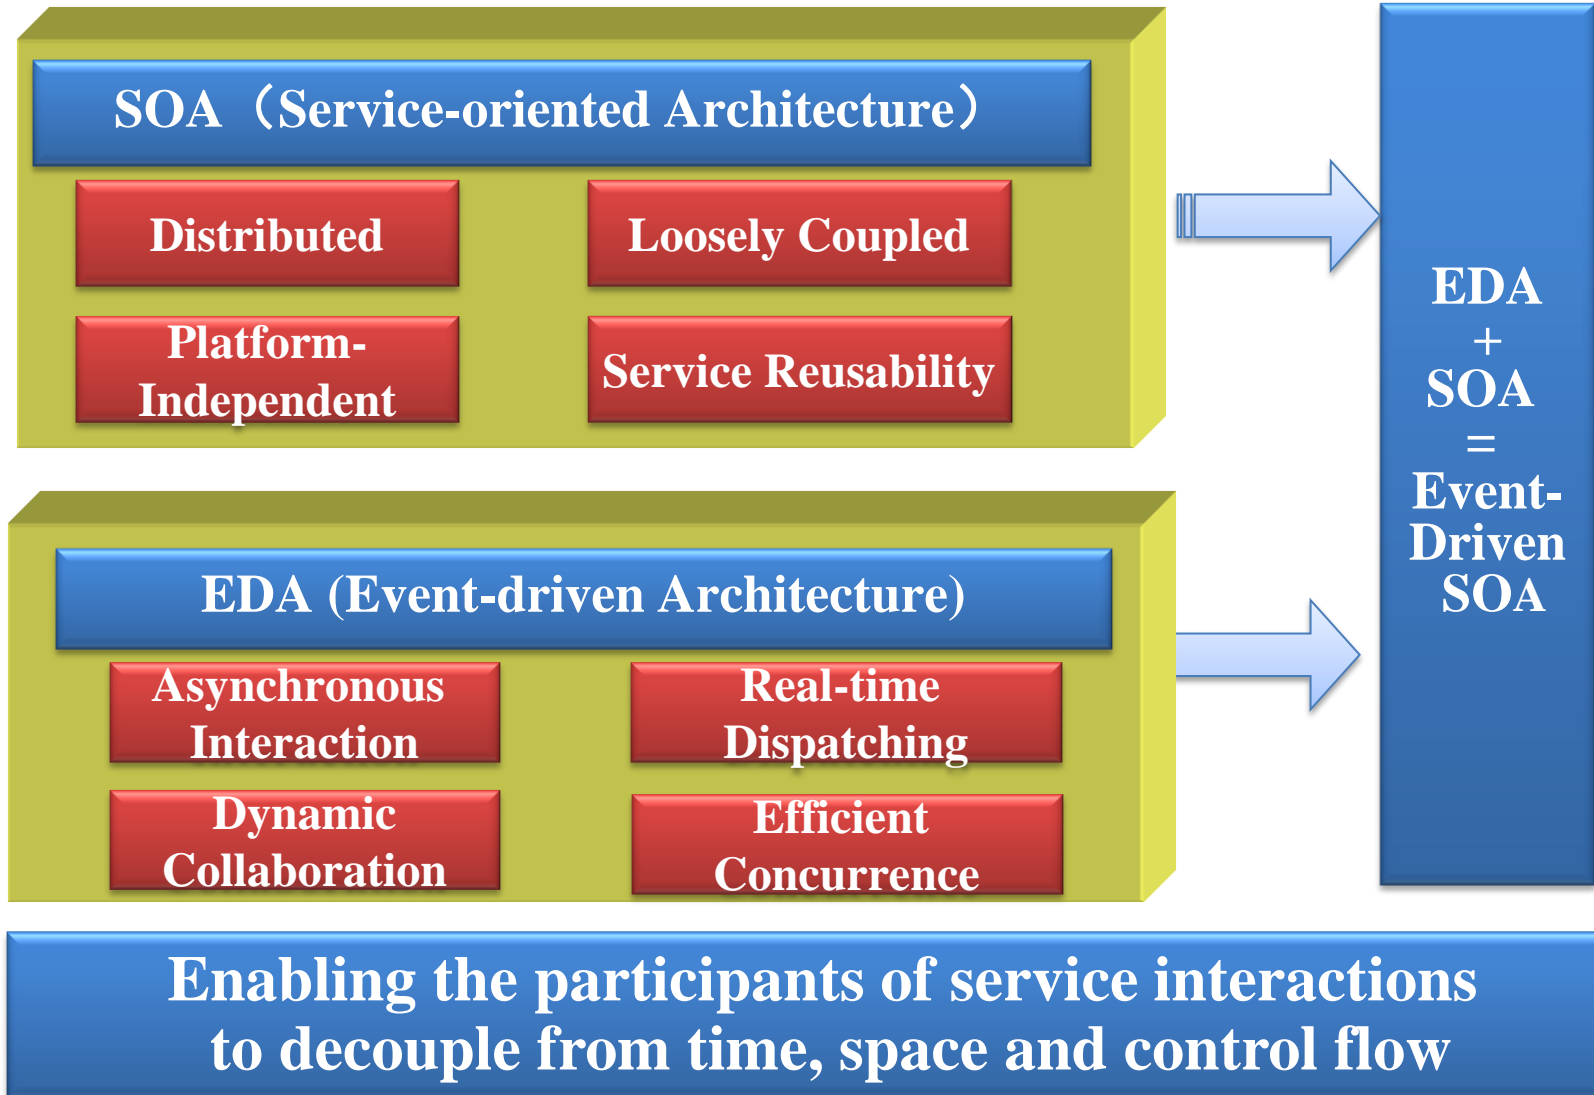 SOA（Service-oriented Architecture）
Distributed
Loosely Coupled
Platform-
Independent
Service Reusability
EDA (Event-driven Architecture)
Asynchronous
Interaction
Real-time
Dispatching
Dynamic
Collaboration
Efficient
Concurrence
EDA
+
SOA
=
Event-
Driven
SOA
Enabling the participants of service interactions
to decouple from time, space and control flow